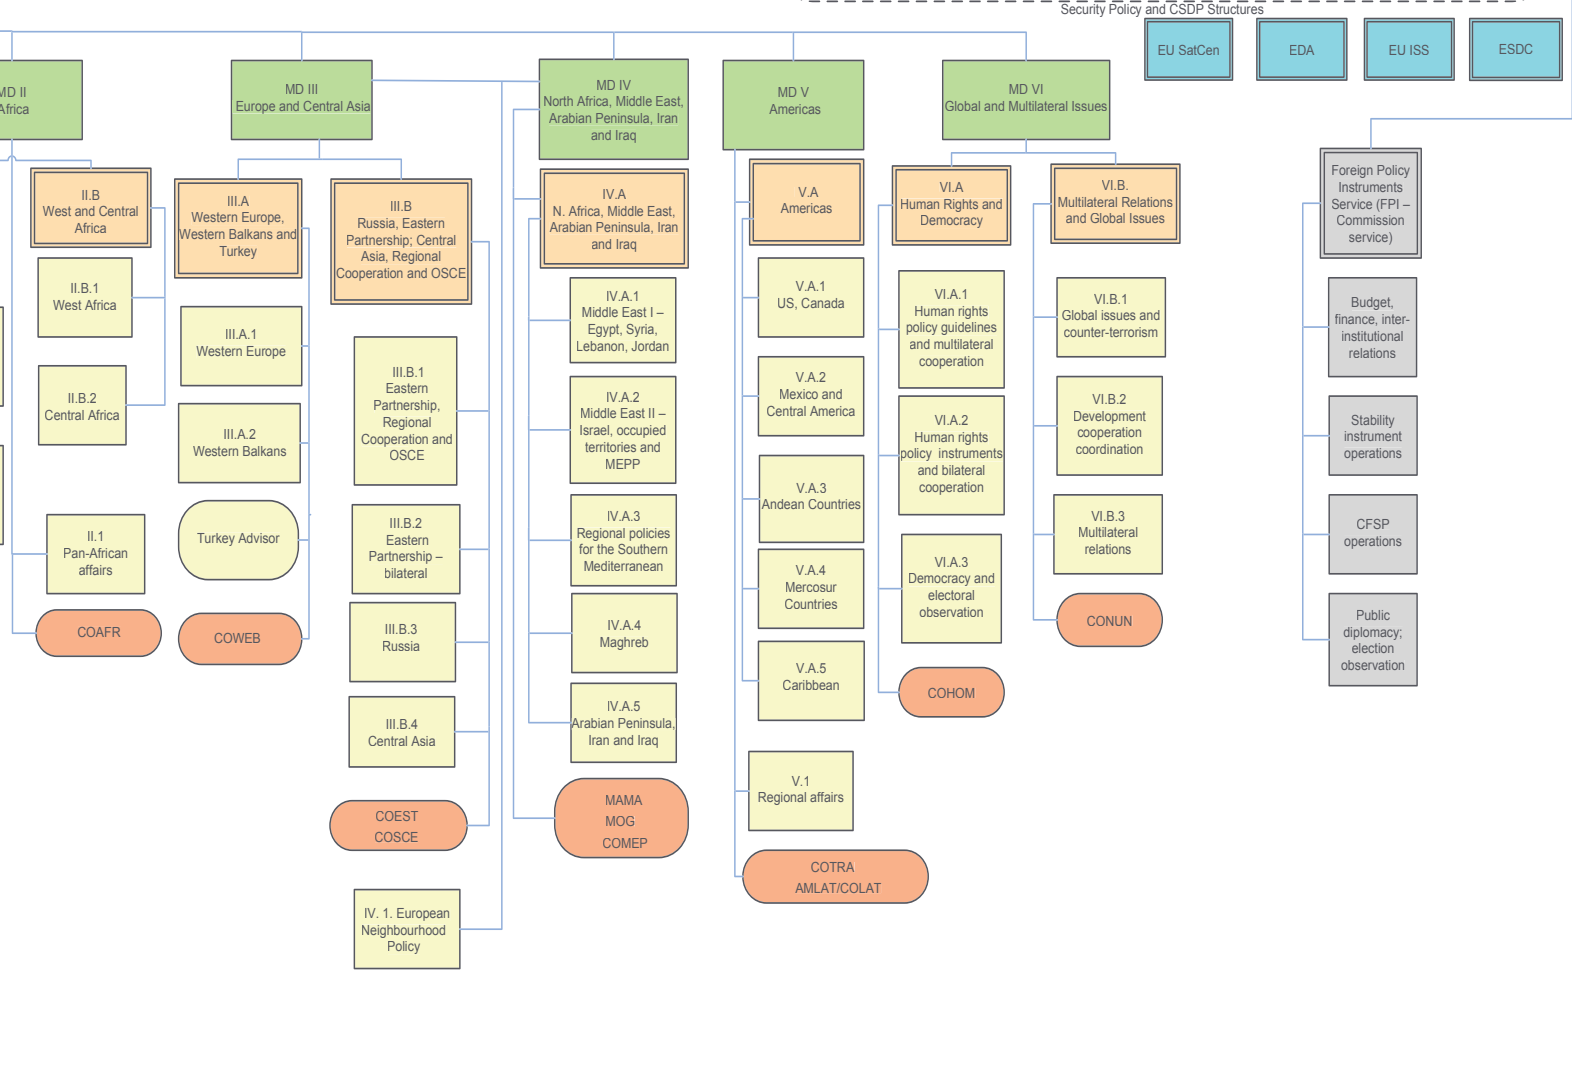 Security Policy and CSDP Structures
EU SatCen
EDA
EU ISS
ESDC
MD II
Africa
MD III
Europe and Central Asia
MD IV
North Africa, Middle East,
Arabian Peninsula, Iran
and Iraq
MD V
Americas
MD VI
Global and Multilateral Issues
II.B
West and Central
Africa
II.B.1
West Africa
II.B.2
Central Africa
II.1
Pan-African
affairs
COAFR
III.A
Western Europe,
Western Balkans and
Turkey
III.A.1
Western Europe
III.A.2
Western Balkans
Turkey Advisor
COWEB
III.B
Russia, Eastern
Partnership; Central
Asia, Regional
Cooperation and OSCE
III.B.1
Eastern
Partnership,
Regional
Cooperation and
OSCE
III.B.2
Eastern
Partnership –
bilateral
III.B.3
Russia
III.B.4
Central Asia
COEST
COSCE
IV. 1. European
Neighbourhood
Policy
IV.A
N. Africa, Middle East,
Arabian Peninsula, Iran
and Iraq
IV.A.1
Middle East I –
Egypt, Syria,
Lebanon, Jordan
IV.A.2
Middle East II –
Israel, occupied
territories and
MEPP
IV.A.3
Regional policies
for the Southern
Mediterranean
IV.A.4
Maghreb
IV.A.5
Arabian Peninsula,
Iran and Iraq
MAMA
MOG
COMEP
V.A
Americas
V.A.1
US, Canada
V.A.2
Mexico and
Central America
V.A.3
Andean Countries
V.A.4
Mercosur
Countries
V.A.5
Caribbean
V.1
Regional affairs
COTRA
AMLAT/COLAT
VI.A
Human Rights and
Democracy
VI.A.1
Human rights
policy guidelines
and multilateral
cooperation
VI.A.2
Human rights
policy instruments
and bilateral
cooperation
VI.A.3
Democracy and
electoral
observation
COHOM
VI.B.
Multilateral Relations
and Global Issues
VI.B.1
Global issues and
counter-terrorism
VI.B.2
Development
cooperation
coordination
VI.B.3
Multilateral
relations
CONUN
Foreign Policy
Instruments
Service (FPI –
Commission
service)
Budget,
finance, inter-
institutional
relations
Stability
instrument
operations
CFSP
operations
Public
diplomacy;
election
observation